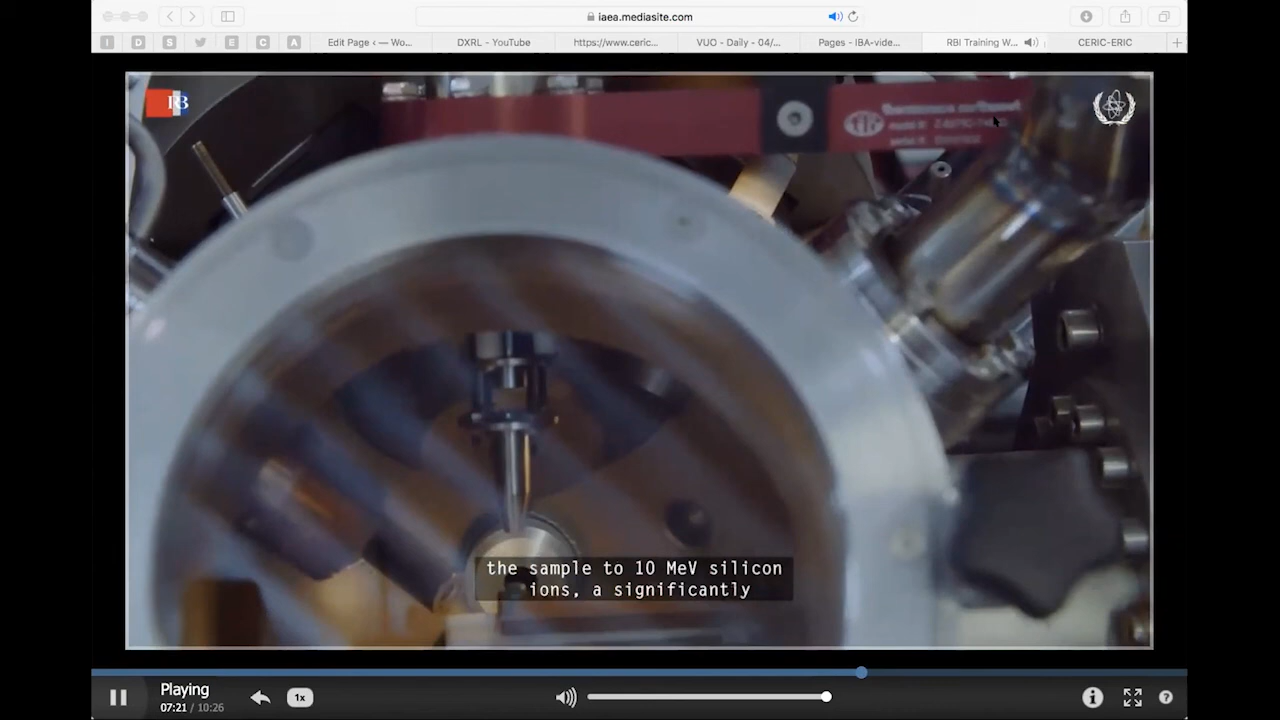 iaea.mediasite.com
I
D
S
E
C
A
Edit Page ‹ — Wo...
DXRL - YouTube
https://www.ceric...
VUO - Daily - 04/...
Pages - IBA-vide...
RBI Training W...
CERIC-ERIC
the sample to 10 MeV silicon
ions, a significantly
Playing
07:21 / 10:26
1x